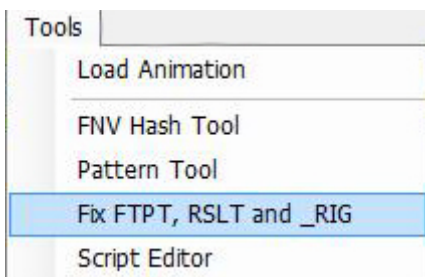 Tools
Load Animation
FNV Hash Tool
Pattern Tool
Fix FTPT, RSLT and _RIG
Script Editor